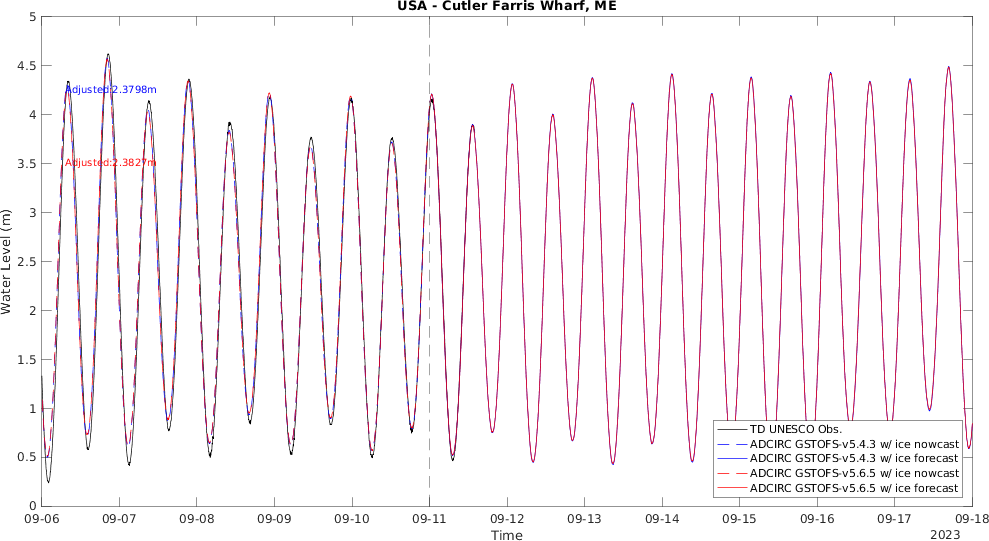 USA - Cutler Farris Wharf, ME
5
4.5
4
3.5
3
2.5
2
1.5
1
0.5
0
Water Level (m)
Adjusted:2.3798m
Adjusted:2.3827m
TD UNESCO Obs.
ADCIRC GSTOFS-v5.4.3 w/ ice nowcast
ADCIRC GSTOFS-v5.4.3 w/ ice forecast
ADCIRC GSTOFS-v5.6.5 w/ ice nowcast
ADCIRC GSTOFS-v5.6.5 w/ ice forecast
09-06 09-07 09-08 09-09 09-10 09-11 09-12 09-13 09-14 09-15 09-16 09-17 09-18
Time
2023